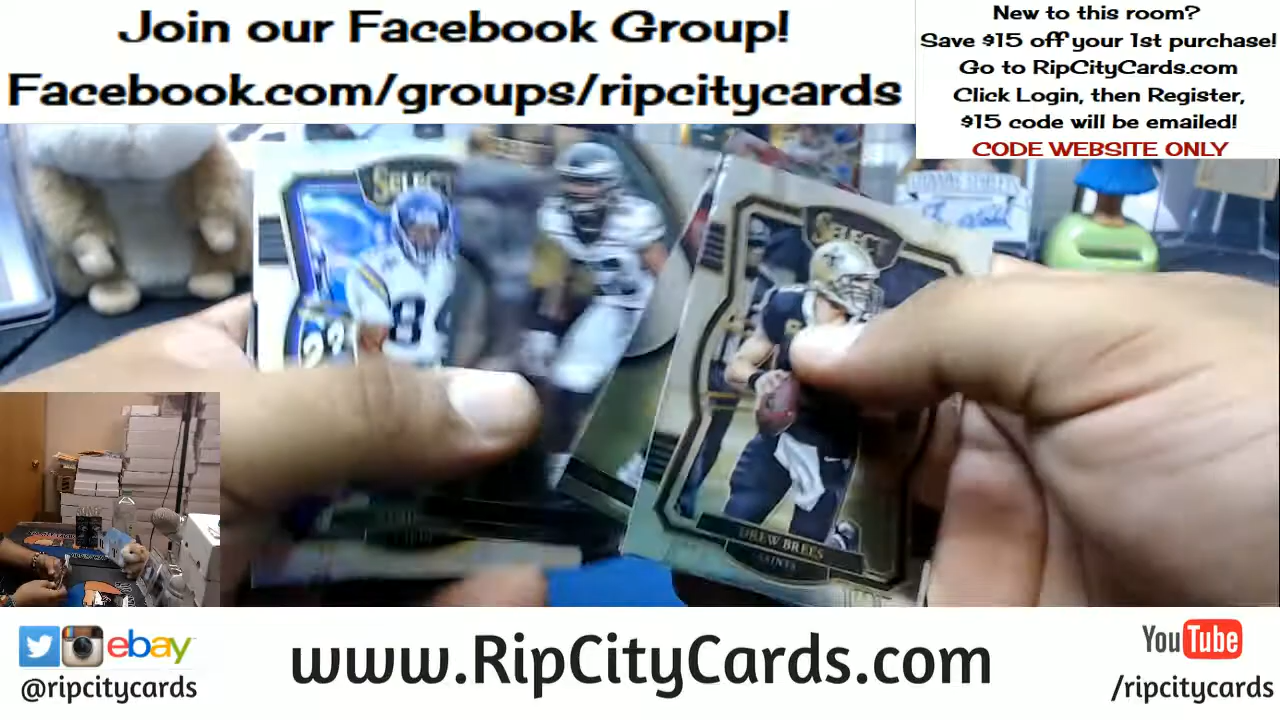 Join our Facebook Group!
Facebook.com/groups/ripcitycards
New to this room?
Save $15 off your 1st purchase!
Go to RipCityCards.com
Click Login, then Register,
$15 code will be emailed!
CODE WEBSITE ONLY
SELECT
84
SELECT
DREW BREES
SAINTS
ebay
@ripcitycards
www.RipCityCards.com
YouTube
/ripcitycards